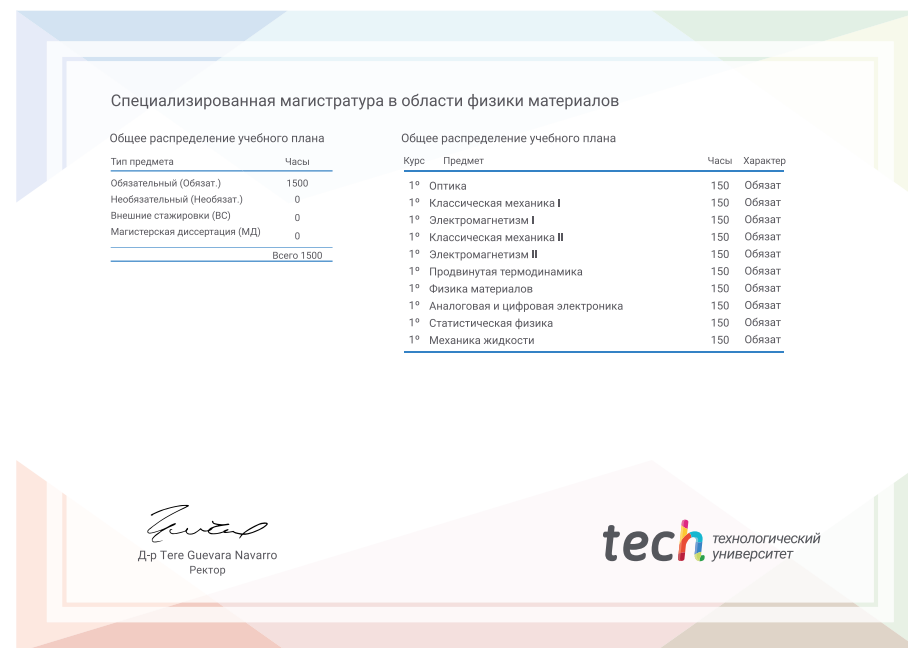 Специализированная магистратура в области физики материалов
Общее распределение учебного плана
Тип предмета Часы
Обязательный (Обязат.) 1500
Необязательный (Необязат.) 0
Внешние стажировки (ВС) 0
Магистерская диссертация (МД) 0
Всего 1500
Общее распределение учебного плана
Курс Предмет Часы Характер
1º Оптика 150 Обязат
1º Классическая механика I 150 Обязат
1º Электромагнетизм I 150 Обязат
1º Классическая механика II 150 Обязат
1º Электромагнетизм II 150 Обязат
1º Продвинутая термодинамика 150 Обязат
1º Физика материалов 150 Обязат
1º Аналоговая и цифровая электроника 150 Обязат
1º Статистическая физика 150 Обязат
1º Механика жидкости 150 Обязат
Д-р Tere Guevara Navarro
Ректор
tech технологический
университет